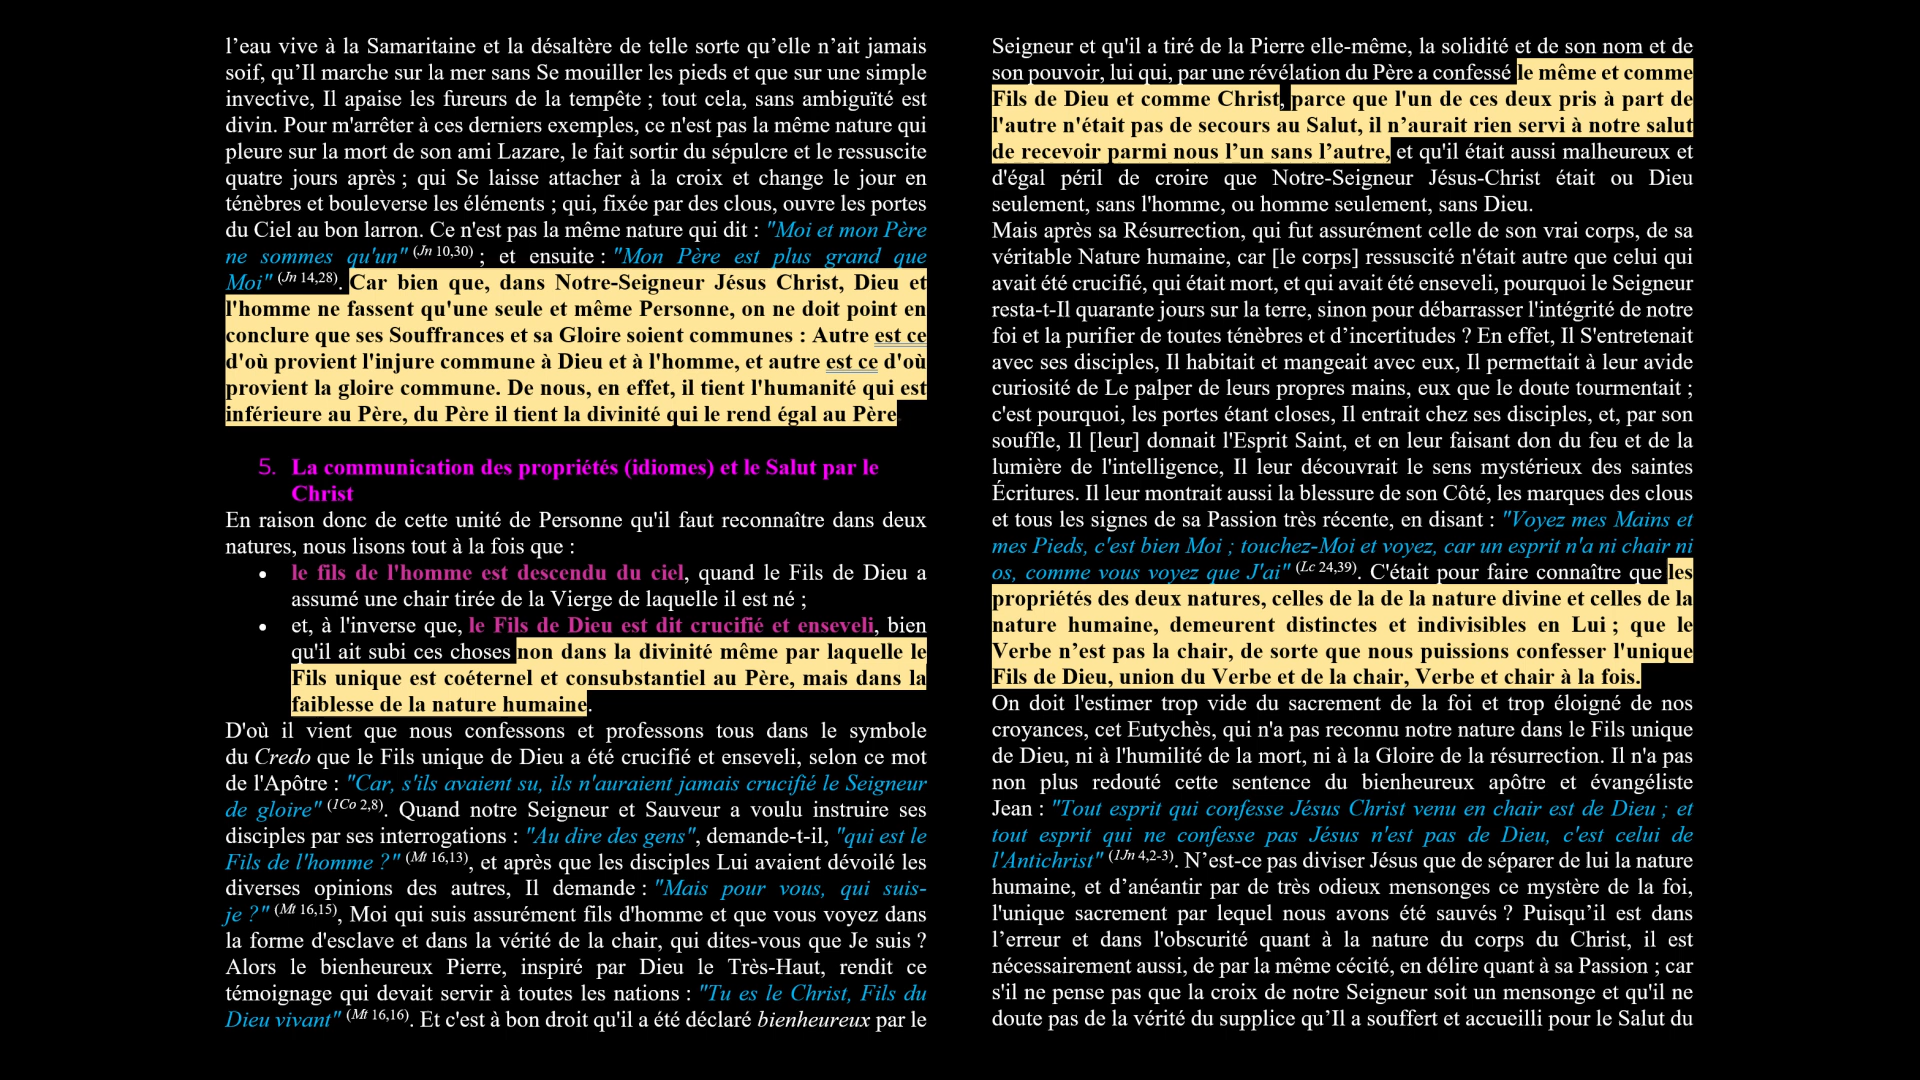 l’eau vive à la Samaritaine et la désaltère de telle sorte qu’elle n’ait jamais
soif, qu’Il marche sur la mer sans Se mouiller les pieds et que sur une simple
invective, Il apaise les fureurs de la tempête ; tout cela, sans ambiguïté est
divin. Pour m'arrêter à ces derniers exemples, ce n'est pas la même nature qui
pleure sur la mort de son ami Lazare, le fait sortir du sépulcre et le ressuscite
quatre jours après ; qui Se laisse attacher à la croix et change le jour en
ténèbres et bouleverse les éléments ; qui, fixée par des clous, ouvre les portes
du Ciel au bon larron. Ce n'est pas la même nature qui dit : "Moi et mon Père
ne sommes qu'un" (Jn 10,30) ; et ensuite : "Mon Père est plus grand que
Moi" (Jn 14,28). Car bien que, dans Notre-Seigneur Jésus Christ, Dieu et
l'homme ne fassent qu'une seule et même Personne, on ne doit point en
conclure que ses Souffrances et sa Gloire soient communes : Autre est ce
d'où provient l'injure commune à Dieu et à l'homme, et autre est ce d'où
provient la gloire commune. De nous, en effet, il tient l'humanité qui est
inférieure au Père, du Père il tient la divinité qui le rend égal au Père
5. La communication des propriétés (idiomes) et le Salut par le
Christ
En raison donc de cette unité de Personne qu'il faut reconnaître dans deux
natures, nous lisons tout à la fois que :
• le fils de l'homme est descendu du ciel, quand le Fils de Dieu a
assumé une chair tirée de la Vierge de laquelle il est né ;
• et, à l'inverse que, le Fils de Dieu est dit crucifié et enseveli, bien
qu'il ait subi ces choses non dans la divinité même par laquelle le
Fils unique est coéternel et consubstantiel au Père, mais dans la
faiblesse de la nature humaine.
D'où il vient que nous confessons et professons tous dans le symbole
du Credo que le Fils unique de Dieu a été crucifié et enseveli, selon ce mot
de l'Apôtre : "Car, s'ils avaient su, ils n'auraient jamais crucifié le Seigneur
de gloire" (1Co 2,8). Quand notre Seigneur et Sauveur a voulu instruire ses
disciples par ses interrogations : "Au dire des gens", demande-t-il, "qui est le
Fils de l'homme ?" (Mt 16,13), et après que les disciples Lui avaient dévoilé les
diverses opinions des autres, Il demande : "Mais pour vous, qui suis-
je ?" (Mt 16,15), Moi qui suis assurément fils d'homme et que vous voyez dans
la forme d'esclave et dans la vérité de la chair, qui dites-vous que Je suis ?
Alors le bienheureux Pierre, inspiré par Dieu le Très-Haut, rendit ce
témoignage qui devait servir à toutes les nations : "Tu es le Christ, Fils du
Dieu vivant" (Mt 16,16). Et c'est à bon droit qu'il a été déclaré bienheureux par le
Seigneur et qu'il a tiré de la Pierre elle-même, la solidité et de son nom et de
son pouvoir, lui qui, par une révélation du Père a confessé le même et comme
Fils de Dieu et comme Christ, parce que l'un de ces deux pris à part de
l'autre n'était pas de secours au Salut, il n’aurait rien servi à notre salut
de recevoir parmi nous l’un sans l’autre, et qu'il était aussi malheureux et
d'égal péril de croire que Notre-Seigneur Jésus-Christ était ou Dieu
seulement, sans l'homme, ou homme seulement, sans Dieu.
Mais après sa Résurrection, qui fut assurément celle de son vrai corps, de sa
véritable Nature humaine, car [le corps] ressuscité n'était autre que celui qui
avait été crucifié, qui était mort, et qui avait été enseveli, pourquoi le Seigneur
resta-t-Il quarante jours sur la terre, sinon pour débarrasser l'intégrité de notre
foi et la purifier de toutes ténèbres et d’incertitudes ? En effet, Il S'entretenait
avec ses disciples, Il habitait et mangeait avec eux, Il permettait à leur avide
curiosité de Le palper de leurs propres mains, eux que le doute tourmentait ;
c'est pourquoi, les portes étant closes, Il entrait chez ses disciples, et, par son
souffle, Il [leur] donnait l'Esprit Saint, et en leur faisant don du feu et de la
lumière de l'intelligence, Il leur découvrait le sens mystérieux des saintes
Écritures. Il leur montrait aussi la blessure de son Côté, les marques des clous
et tous les signes de sa Passion très récente, en disant : "Voyez mes Mains et
mes Pieds, c'est bien Moi ; touchez-Moi et voyez, car un esprit n'a ni chair ni
os, comme vous voyez que J'ai" (Lc 24,39). C'était pour faire connaître que les
propriétés des deux natures, celles de la de la nature divine et celles de la
nature humaine, demeurent distinctes et indivisibles en Lui ; que le
Verbe n’est pas la chair, de sorte que nous puissions confesser l'unique
Fils de Dieu, union du Verbe et de la chair, Verbe et chair à la fois.
On doit l'estimer trop vide du sacrement de la foi et trop éloigné de nos
croyances, cet Eutychès, qui n'a pas reconnu notre nature dans le Fils unique
de Dieu, ni à l'humilité de la mort, ni à la Gloire de la résurrection. Il n'a pas
non plus redouté cette sentence du bienheureux apôtre et évangéliste
Jean : "Tout esprit qui confesse Jésus Christ venu en chair est de Dieu ; et
tout esprit qui ne confesse pas Jésus n'est pas de Dieu, c'est celui de
l'Antichrist" (1Jn 4,2-3). N’est-ce pas diviser Jésus que de séparer de lui la nature
humaine, et d’anéantir par de très odieux mensonges ce mystère de la foi,
l'unique sacrement par lequel nous avons été sauvés ? Puisqu’il est dans
l’erreur et dans l'obscurité quant à la nature du corps du Christ, il est
nécessairement aussi, de par la même cécité, en délire quant à sa Passion ; car
s'il ne pense pas que la croix de notre Seigneur soit un mensonge et qu'il ne
doute pas de la vérité du supplice qu’Il a souffert et accueilli pour le Salut du